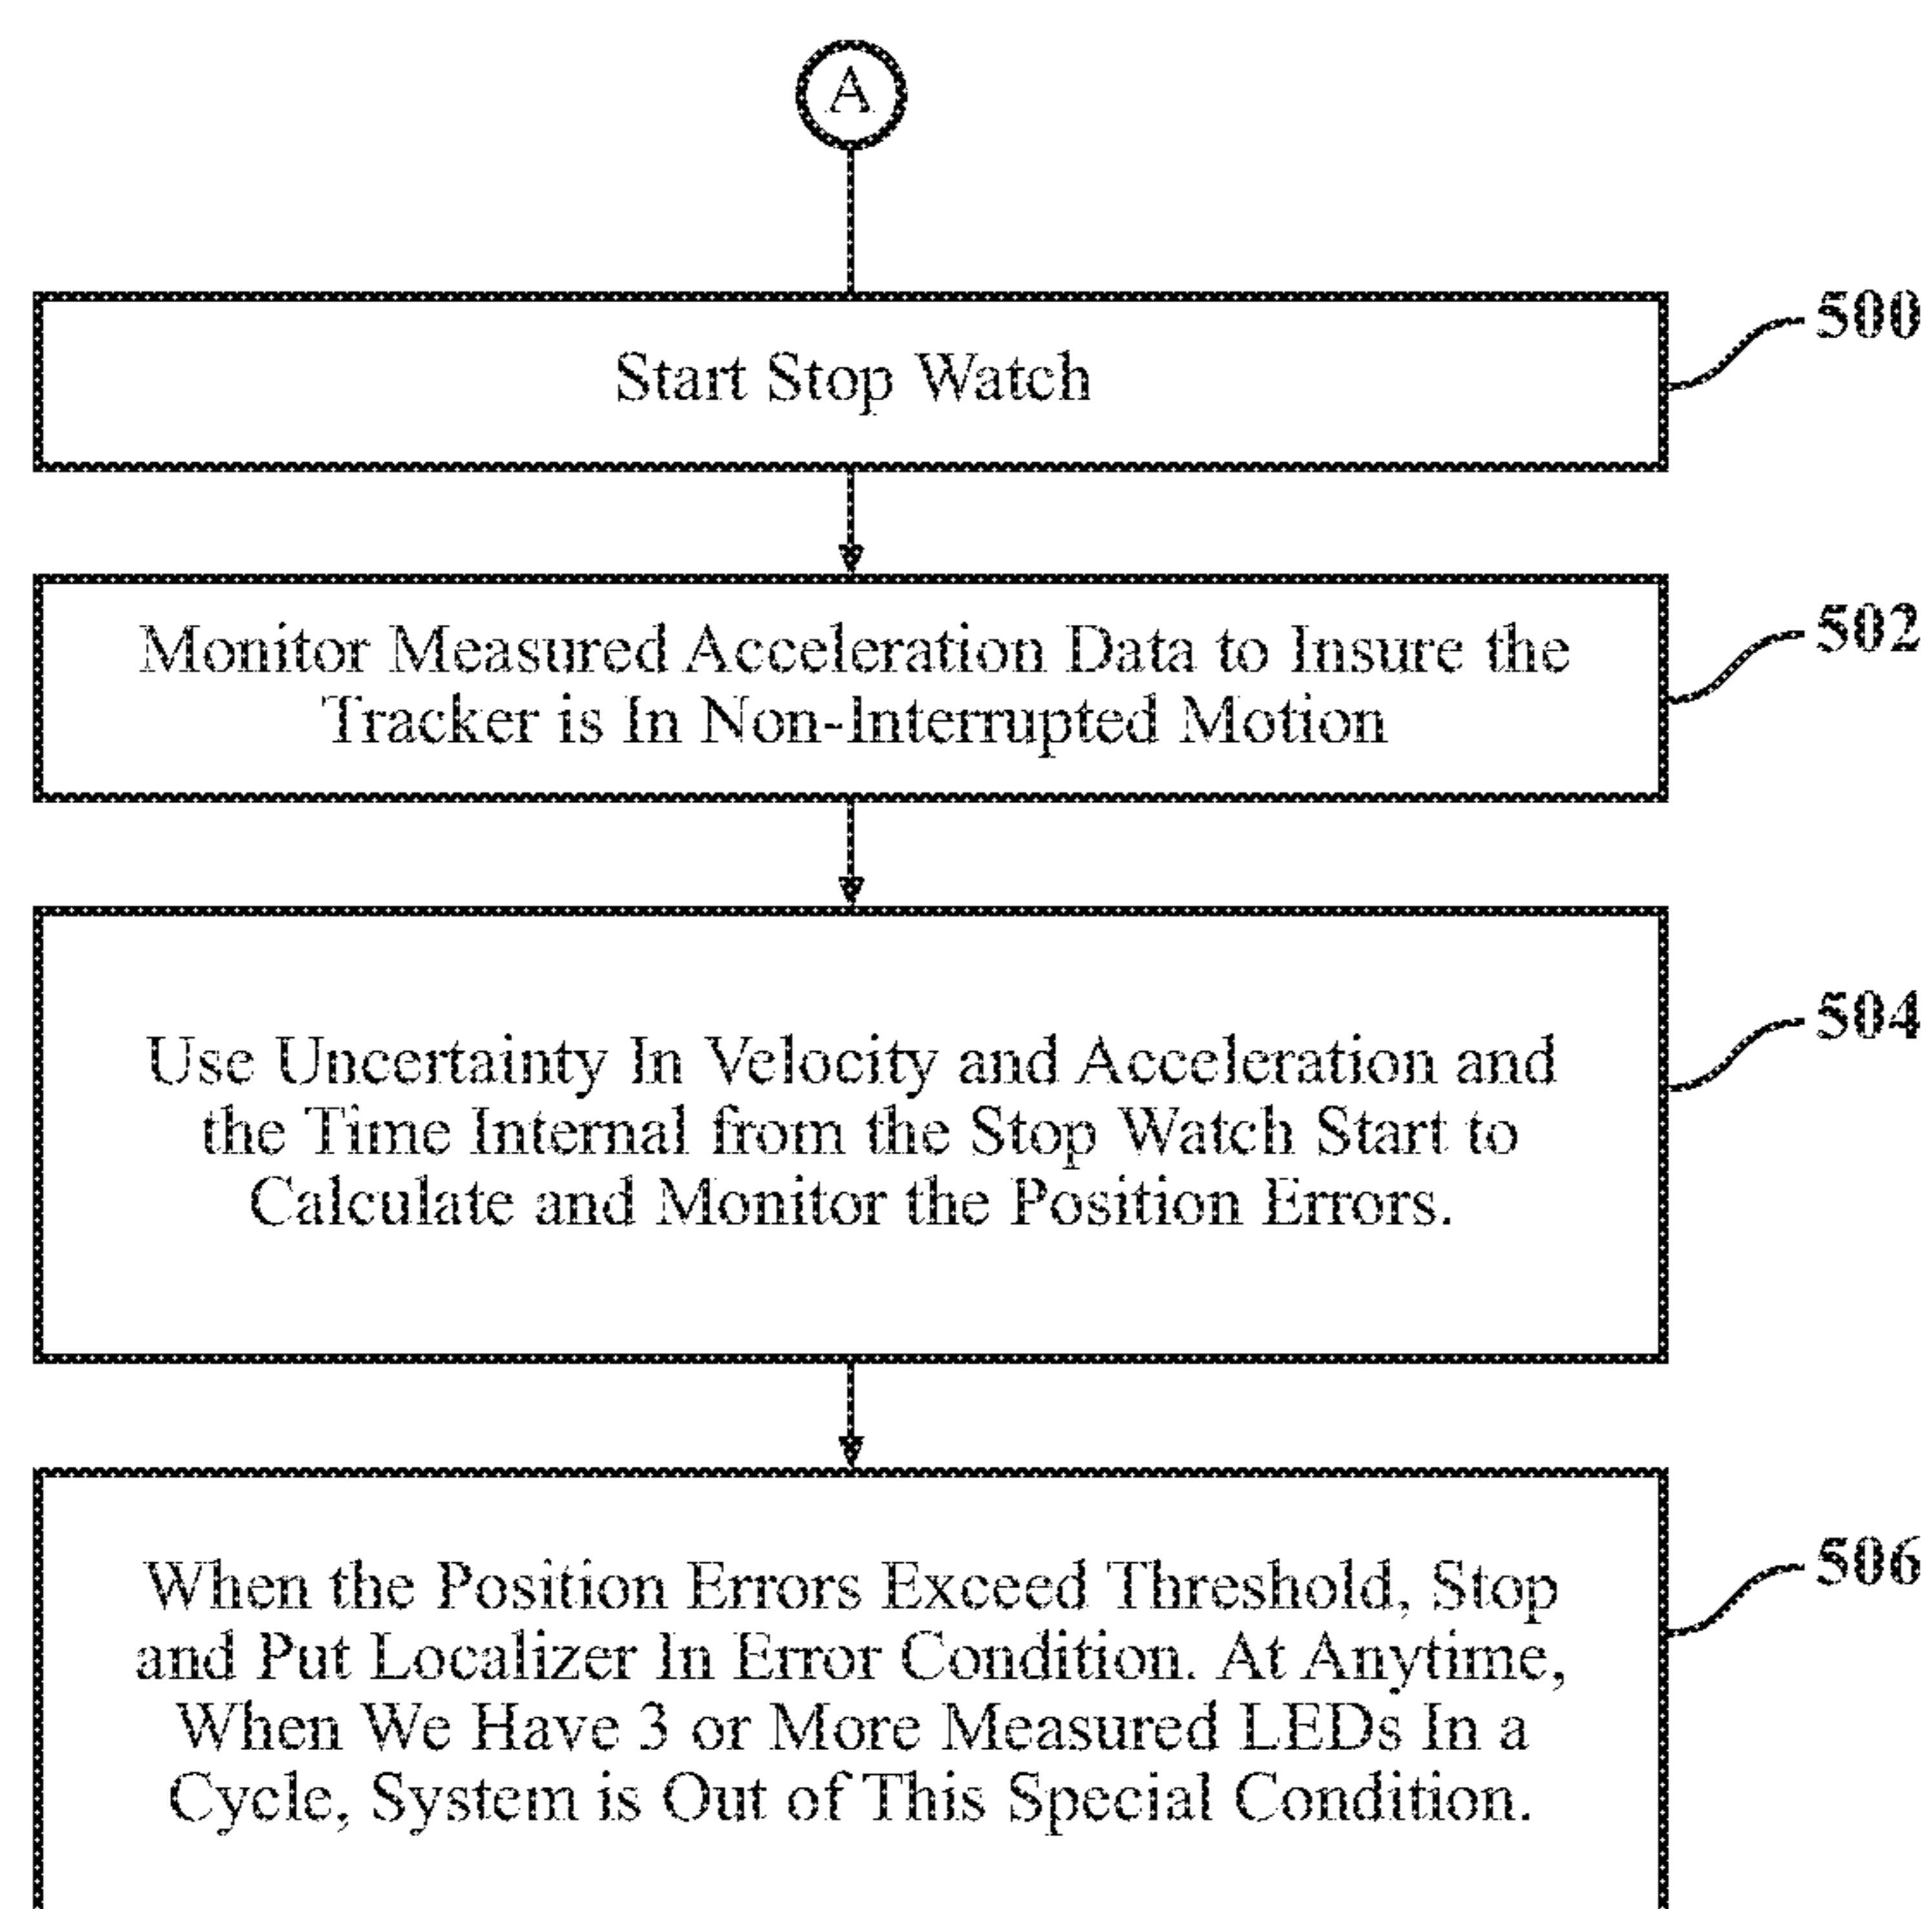 A
Start Stop Watch
500
Monitor Measured Acceleration Data to Insure the
Tracker is In Non-Interrupted Motion
502
Use Uncertainty In Velocity and Acceleration and
the Time Internal from the Stop Watch Start to
Calculate and Monitor the Position Errors.
504
When the Position Errors Exceed Threshold, Stop
and Put Localizer In Error Condition. At Anytime,
When We Have 3 or More Measured LEDs In a
Cycle, System is Out of This Special Condition.
506